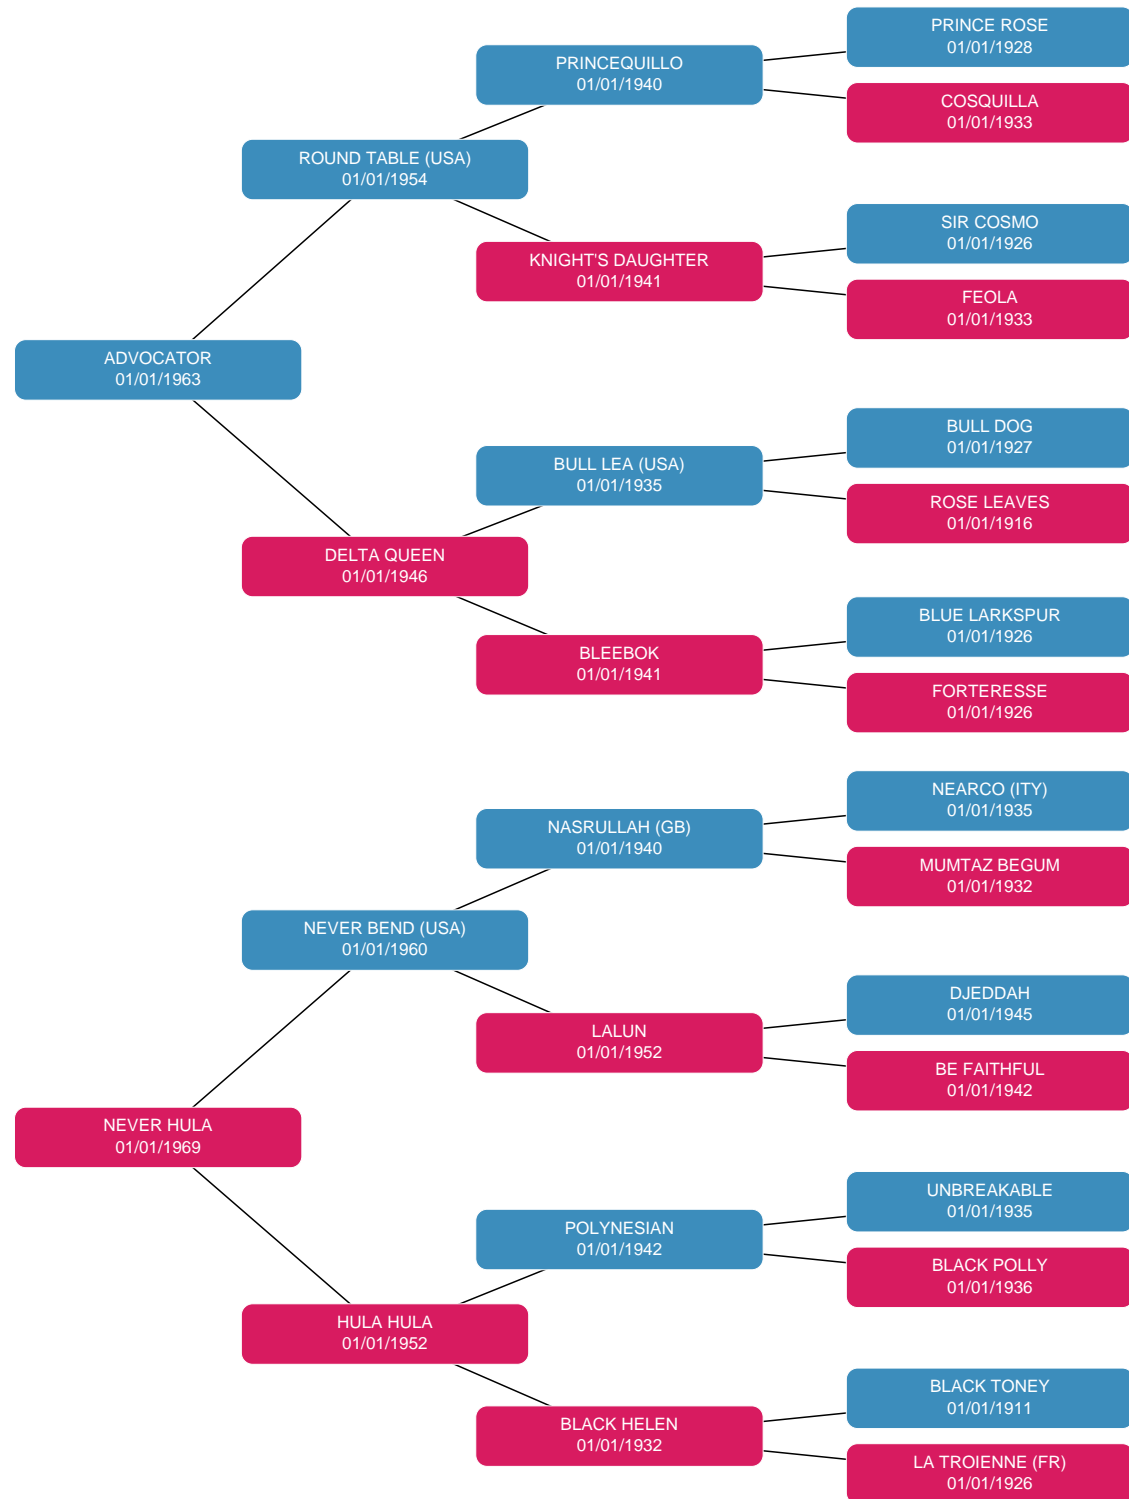 PRINCE ROSE
01/01/1928
PRINCEQUILLO
01/01/1940
COSQUILLA
01/01/1933
ROUND TABLE (USA)
01/01/1954
SIR COSMO
01/01/1926
KNIGHT'S DAUGHTER
01/01/1941
FEOLA
01/01/1933
ADVOCATOR
01/01/1963
BULL DOG
01/01/1927
BULL LEA (USA)
01/01/1935
ROSE LEAVES
01/01/1916
DELTA QUEEN
01/01/1946
BLUE LARKSPUR
01/01/1926
BLEEBOK
01/01/1941
FORTERESSE
01/01/1926
NEARCO (ITY)
01/01/1935
NASRULLAH (GB)
01/01/1940
MUMTAZ BEGUM
01/01/1932
NEVER BEND (USA)
01/01/1960
DJEDDAH
01/01/1945
LALUN
01/01/1952
BE FAITHFUL
01/01/1942
NEVER HULA
01/01/1969
UNBREAKABLE
01/01/1935
POLYNESIAN
01/01/1942
BLACK POLLY
01/01/1936
HULA HULA
01/01/1952
BLACK TONEY
01/01/1911
BLACK HELEN
01/01/1932
LA TROIENNE (FR)
01/01/1926